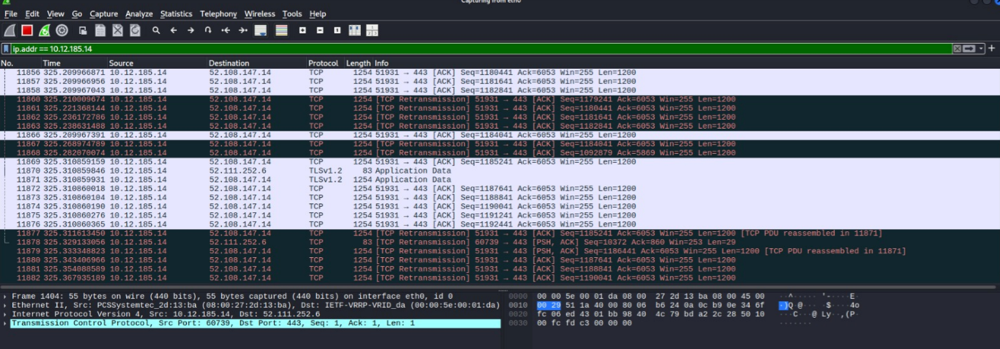 Capturing from eth0
File Edit View Go Capture Analyze Statistics Telephony Wireless Tools Help
ip.addr == 10.12.185.14
No. Time Source Destination Protocol Length Info
11856 325.209966871 10.12.185.14 52.108.147.14 TCP 1254 51931 → 443 [ACK] Seq=1180441 Ack=6053 Win=255 Len=1200
11857 325.209966956 10.12.185.14 52.108.147.14 TCP 1254 51931 → 443 [ACK] Seq=1181641 Ack=6053 Win=255 Len=1200
11858 325.209967043 10.12.185.14 52.108.147.14 TCP 1254 51931 → 443 [ACK] Seq=1182841 Ack=6053 Win=255 Len=1200
11860 325.210009674 10.12.185.14 52.108.147.14 TCP 1254 [TCP Retransmission] 51931 → 443 [ACK] Seq=1179241 Ack=6053 Win=255 Len=1200
11861 325.221368144 10.12.185.14 52.108.147.14 TCP 1254 [TCP Retransmission] 51931 → 443 [ACK] Seq=1180441 Ack=6053 Win=255 Len=1200
11862 325.236172786 10.12.185.14 52.108.147.14 TCP 1254 [TCP Retransmission] 51931 → 443 [ACK] Seq=1181641 Ack=6053 Win=255 Len=1200
11863 325.238631488 10.12.185.14 52.108.147.14 TCP 1254 [TCP Retransmission] 51931 → 443 [ACK] Seq=1182841 Ack=6053 Win=255 Len=1200
11866 325.209967391 10.12.185.14 52.108.147.14 TCP 1254 51931 → 443 [ACK] Seq=1184041 Ack=6053 Win=255 Len=1200
11867 325.268974789 10.12.185.14 52.108.147.14 TCP 1254 [TCP Retransmission] 51931 → 443 [ACK] Seq=1184041 Ack=6053 Win=255 Len=1200
11868 325.282070074 10.12.185.14 52.108.147.14 TCP 1254 [TCP Retransmission] 51931 → 443 [ACK] Seq=1092879 Ack=5869 Win=255 Len=1200
11869 325.310859159 10.12.185.14 52.108.147.14 TCP 1254 51931 → 443 [ACK] Seq=1185241 Ack=6053 Win=255 Len=1200
11870 325.310859846 10.12.185.14 52.111.252.6 TLSv1.2 83 Application Data
11871 325.310859931 10.12.185.14 52.108.147.14 TLSv1.2 1254 Application Data
11872 325.310860018 10.12.185.14 52.108.147.14 TCP 1254 51931 → 443 [ACK] Seq=1187641 Ack=6053 Win=255 Len=1200
11873 325.310860104 10.12.185.14 52.108.147.14 TCP 1254 51931 → 443 [ACK] Seq=1188841 Ack=6053 Win=255 Len=1200
11874 325.310860190 10.12.185.14 52.108.147.14 TCP 1254 51931 → 443 [ACK] Seq=1190041 Ack=6053 Win=255 Len=1200
11875 325.310860276 10.12.185.14 52.108.147.14 TCP 1254 51931 → 443 [ACK] Seq=1191241 Ack=6053 Win=255 Len=1200
11876 325.310860365 10.12.185.14 52.108.147.14 TCP 1254 51931 → 443 [ACK] Seq=1192441 Ack=6053 Win=255 Len=1200
11877 325.311613450 10.12.185.14 52.108.147.14 TCP 1254 [TCP Retransmission] 51931 → 443 [ACK] Seq=1185241 Ack=6053 Win=255 Len=1200 [TCP PDU reassembled in 11871]
11878 325.329133056 10.12.185.14 52.111.252.6 TCP 83 [TCP Retransmission] 60739 → 443 [PSH, ACK] Seq=10372 Ack=860 Win=253 Len=29
11879 325.333348823 10.12.185.14 52.108.147.14 TCP 1254 [TCP Retransmission] 51931 → 443 [PSH, ACK] Seq=1186441 Ack=6053 Win=255 Len=1200 [TCP PDU reassembled in 11871]
11880 325.343406966 10.12.185.14 52.108.147.14 TCP 1254 [TCP Retransmission] 51931 → 443 [ACK] Seq=1187641 Ack=6053 Win=255 Len=1200
11881 325.354088589 10.12.185.14 52.108.147.14 TCP 1254 [TCP Retransmission] 51931 → 443 [ACK] Seq=1188841 Ack=6053 Win=255 Len=1200
11882 325.367935189 10.12.185.14 52.108.147.14 TCP 1254 [TCP Retransmission] 51931 → 443 [ACK] Seq=1190041 Ack=6053 Win=255 Len=1200
Frame 1404: 55 bytes on wire (440 bits), 55 bytes captured (440 bits) on interface eth0, id 0
Ethernet II, Src: PCSSystemtec_2d:13:ba (08:00:27:2d:13:ba), Dst: IETF-VRRP-VRID_da (00:00:5e:00:01:da)
Internet Protocol Version 4, Src: 10.12.185.14, Dst: 52.111.252.6
Transmission Control Protocol, Src Port: 60739, Dst Port: 443, Seq: 1, Ack: 1, Len: 1
0000 00 00 5e 00 01 da 08 00 27 2d 13 ba 08 00 45 00 ··^····· '-····E·
0010 00 29 51 1a 40 00 80 06 b6 24 0a 0c b9 0e 34 6f ·)Q·@··· ·$····4o
0020 fc 06 ed 43 01 bb 98 40 4c 79 bd a2 2c 28 50 10 ···C···@ Ly··,(P·
0030 00 fc fd c3 00 00 00 ·······